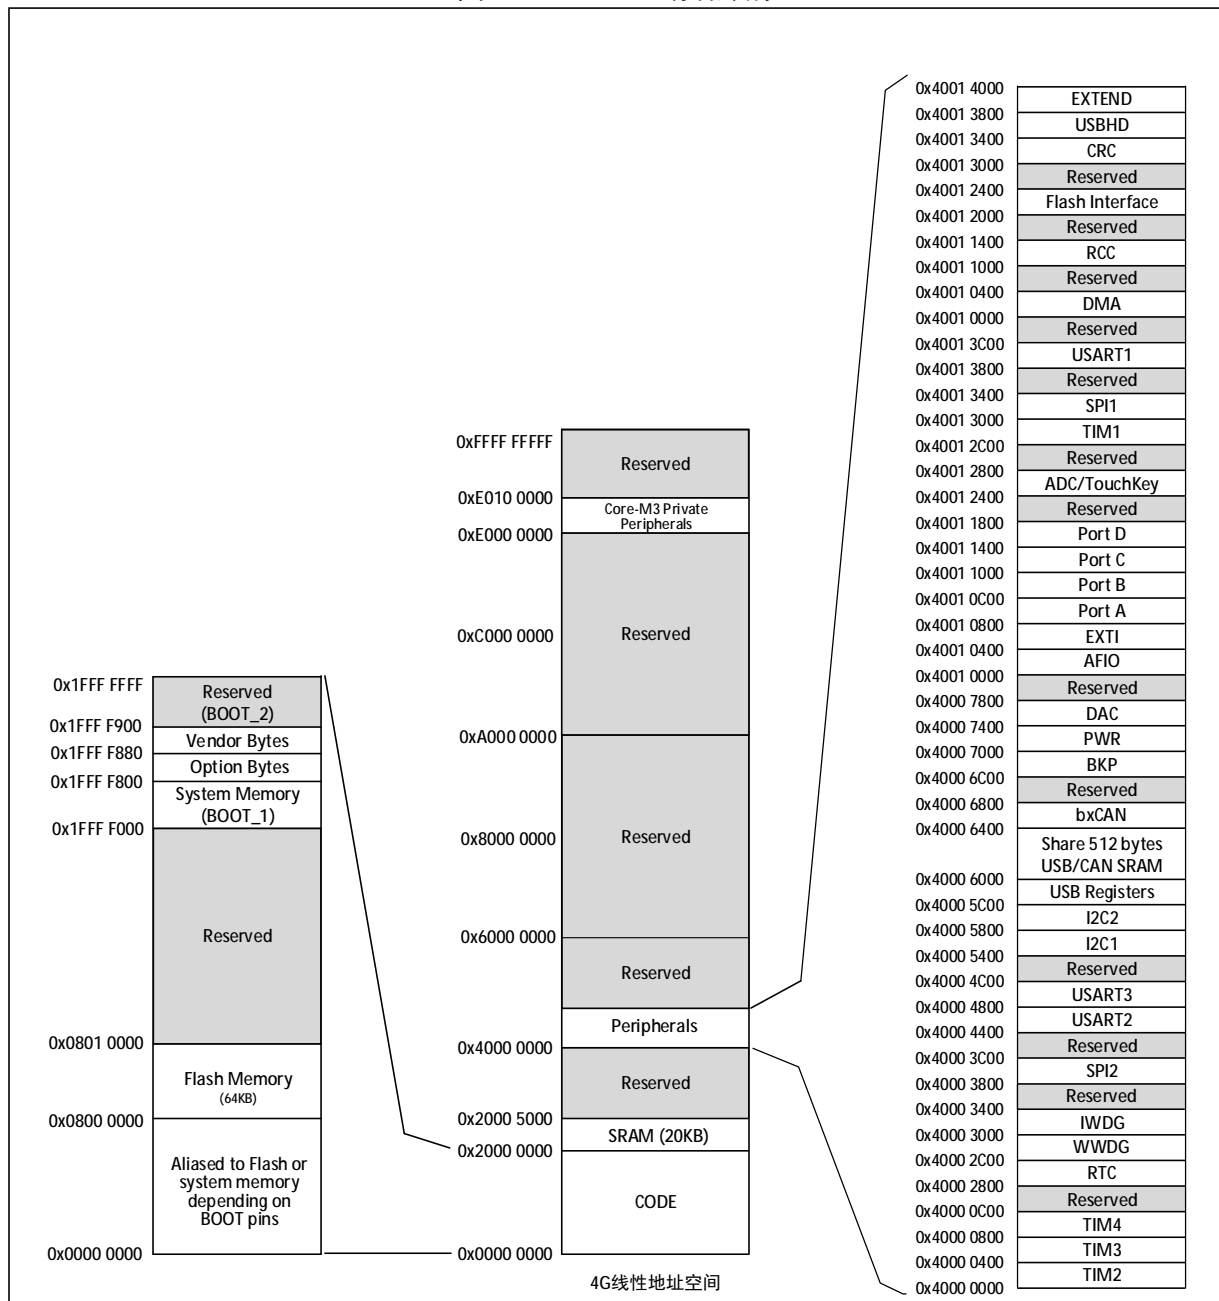 0x1FFF FFFF
Reserved
(BOOT_2)
0x1FFF F900
Vendor Bytes
0x1FFF F880
Option Bytes
0x1FFF F800
System Memory
(BOOT_1)
0x1FFF F000
Reserved
0x0801 0000
Flash Memory
(64KB)
0x0800 0000
Aliased to Flash or
system memory
depending on
BOOT pins
0x0000 0000
0xFFFF FFFFF
Reserved
0xE010 0000
Core-M3 Private
Peripherals
0xE000 0000
0xC000 0000
Reserved
0xA000 0000
0x8000 0000
Reserved
0x6000 0000
Reserved
Peripherals
0x4000 0000
Reserved
0x2000 5000
SRAM (20KB)
0x2000 0000
CODE
0x0000 0000
4G线性地址空间
0x4001 4000
EXTEND
0x4001 3800
USBHD
0x4001 3400
CRC
0x4001 3000
Reserved
0x4001 2400
Flash Interface
0x4001 2000
Reserved
0x4001 1400
RCC
0x4001 1000
Reserved
0x4001 0400
DMA
0x4001 0000
Reserved
0x4001 3C00
USART1
0x4001 3800
Reserved
0x4001 3400
SPI1
0x4001 3000
TIM1
0x4001 2C00
Reserved
0x4001 2800
ADC/TouchKey
0x4001 2400
Reserved
0x4001 1800
Port D
0x4001 1400
Port C
0x4001 1000
Port B
0x4001 0C00
Port A
0x4001 0800
EXTI
0x4001 0400
AFIO
0x4001 0000
Reserved
0x4000 7800
DAC
0x4000 7400
PWR
0x4000 7000
BKP
0x4000 6C00
Reserved
0x4000 6800
bxCAN
0x4000 6400
Share 512 bytes
USB/CAN SRAM
0x4000 6000
USB Registers
0x4000 5C00
I2C2
0x4000 5800
I2C1
0x4000 5400
Reserved
0x4000 4C00
USART3
0x4000 4800
USART2
0x4000 4400
Reserved
0x4000 3C00
SPI2
0x4000 3800
Reserved
0x4000 3400
IWDG
0x4000 3000
WWDG
0x4000 2C00
RTC
0x4000 2800
Reserved
0x4000 0C00
TIM4
0x4000 0800
TIM3
0x4000 0400
TIM2
0x4000 0000